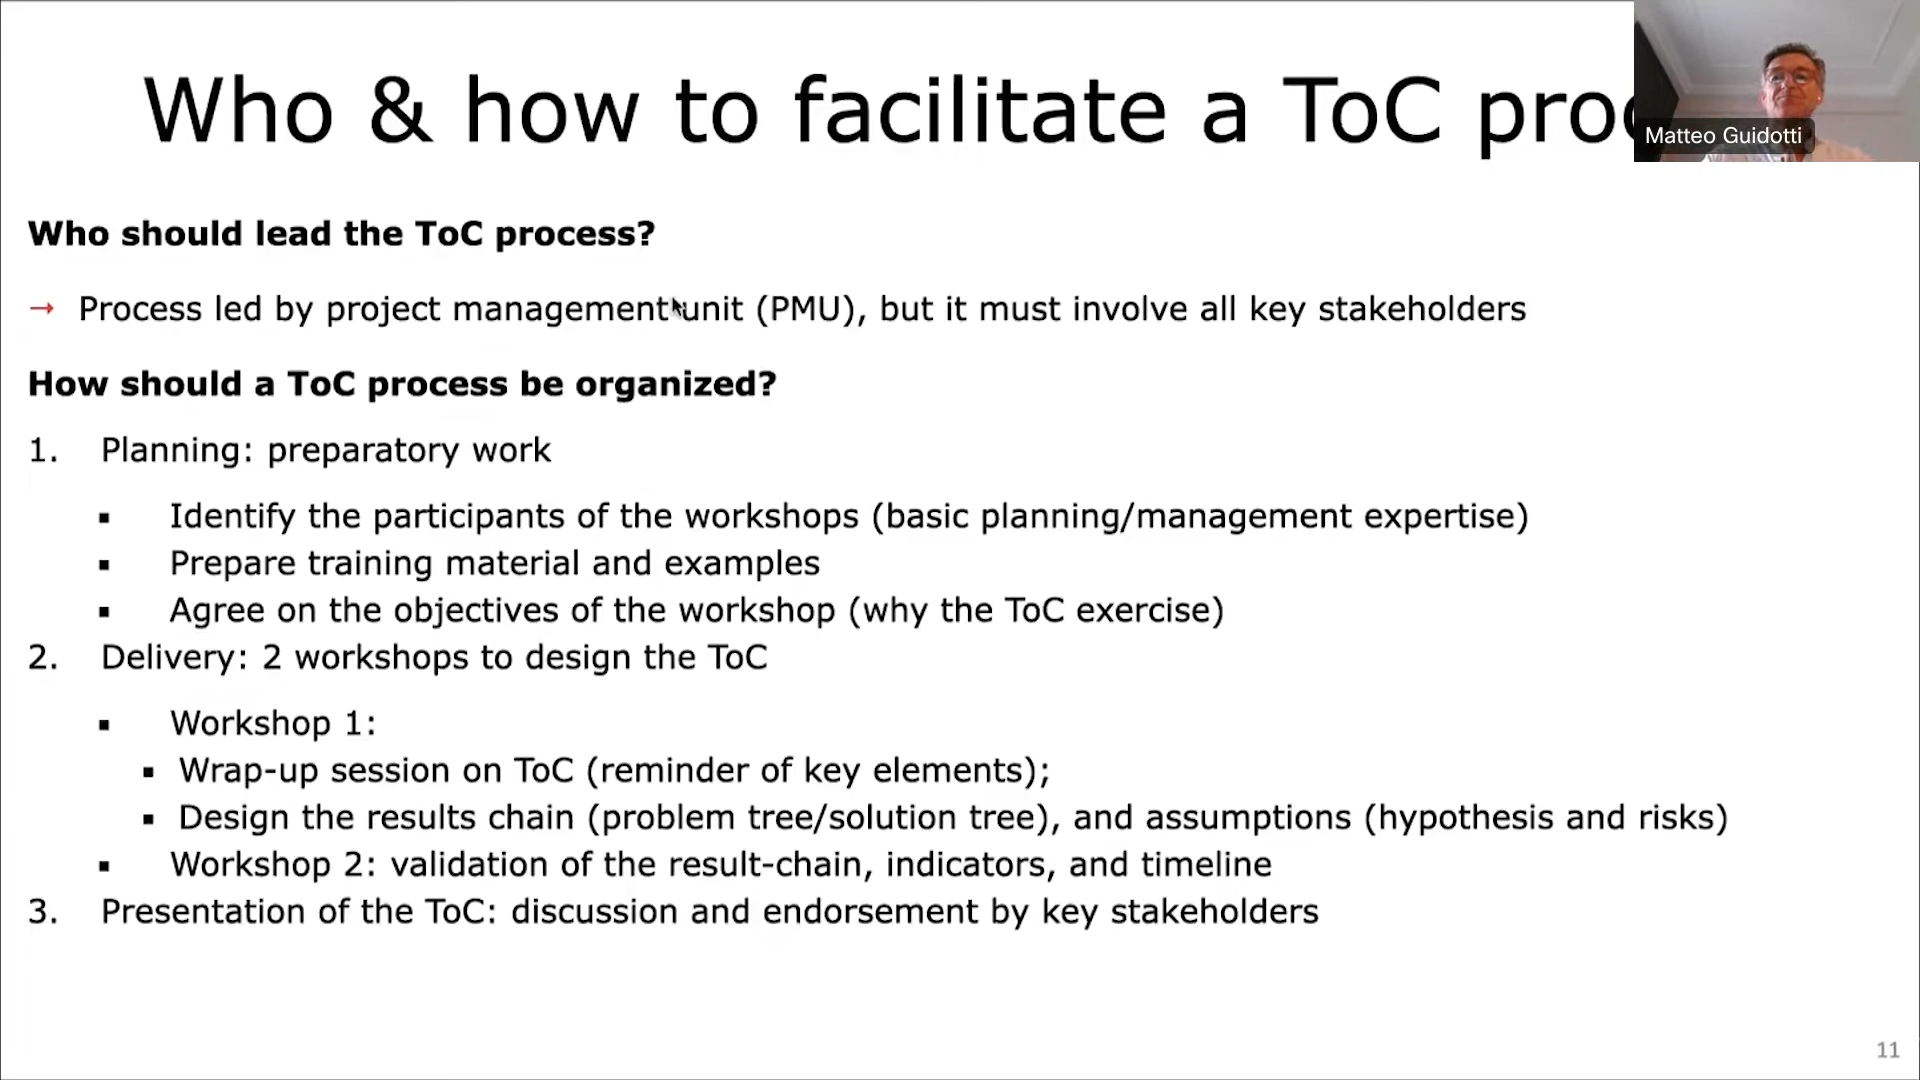 Who & how to facilitate a ToC proc
Matteo Guidotti
Who should lead the ToC process?
→ Process led by project management unit (PMU), but it must involve all key stakeholders
How should a ToC process be organized?
1. Planning: preparatory work
▪ Identify the participants of the workshops (basic planning/management expertise)
▪ Prepare training material and examples
▪ Agree on the objectives of the workshop (why the ToC exercise)
2. Delivery: 2 workshops to design the ToC
▪ Workshop 1:
▪ Wrap-up session on ToC (reminder of key elements);
▪ Design the results chain (problem tree/solution tree), and assumptions (hypothesis and risks)
▪ Workshop 2: validation of the result-chain, indicators, and timeline
3. Presentation of the ToC: discussion and endorsement by key stakeholders
11